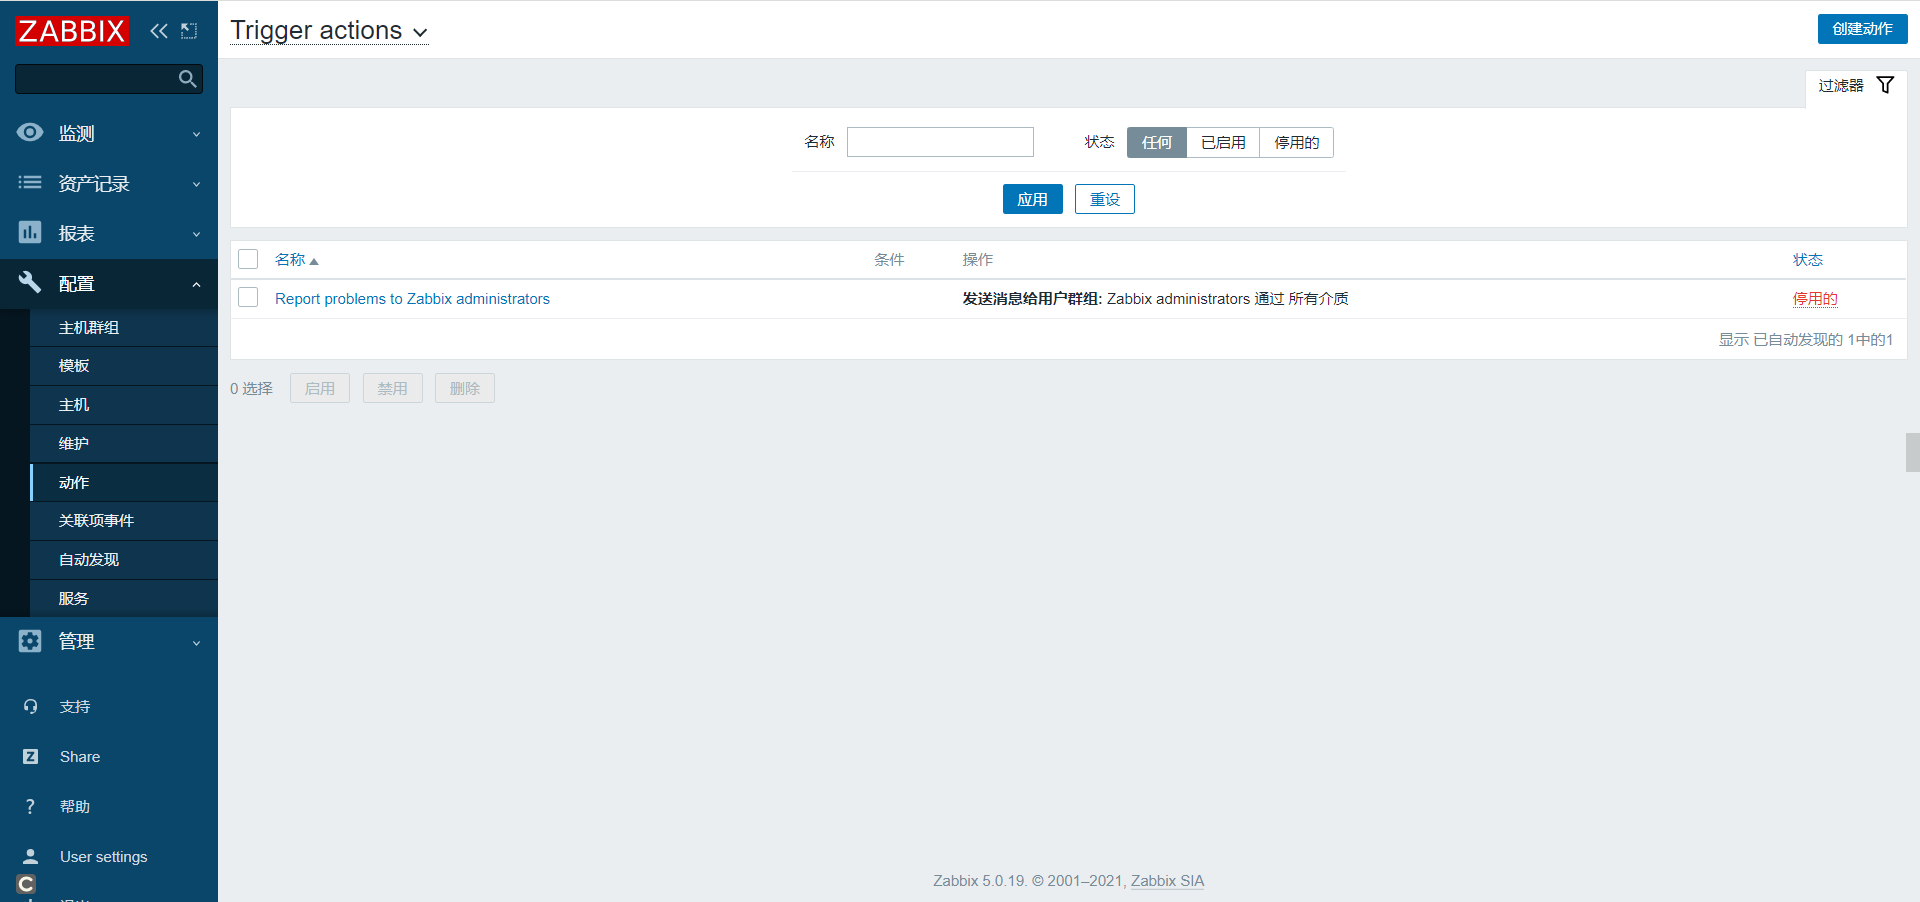 ZABBIX
Trigger actions
创建动作
过滤器
监测
资产记录
报表
配置
主机群组
模板
主机
维护
动作
关联项事件
自动发现
服务
管理
支持
Share
帮助
User settings
名称
状态 任何 已启用 停用的
应用 重设
名称 条件 操作 状态
Report problems to Zabbix administrators 发送消息给用户群组: Zabbix administrators 通过 所有介质 停用的
显示 已自动发现的 1中的1
0 选择 启用 禁用 删除
Zabbix 5.0.19. © 2001–2021, Zabbix SIA